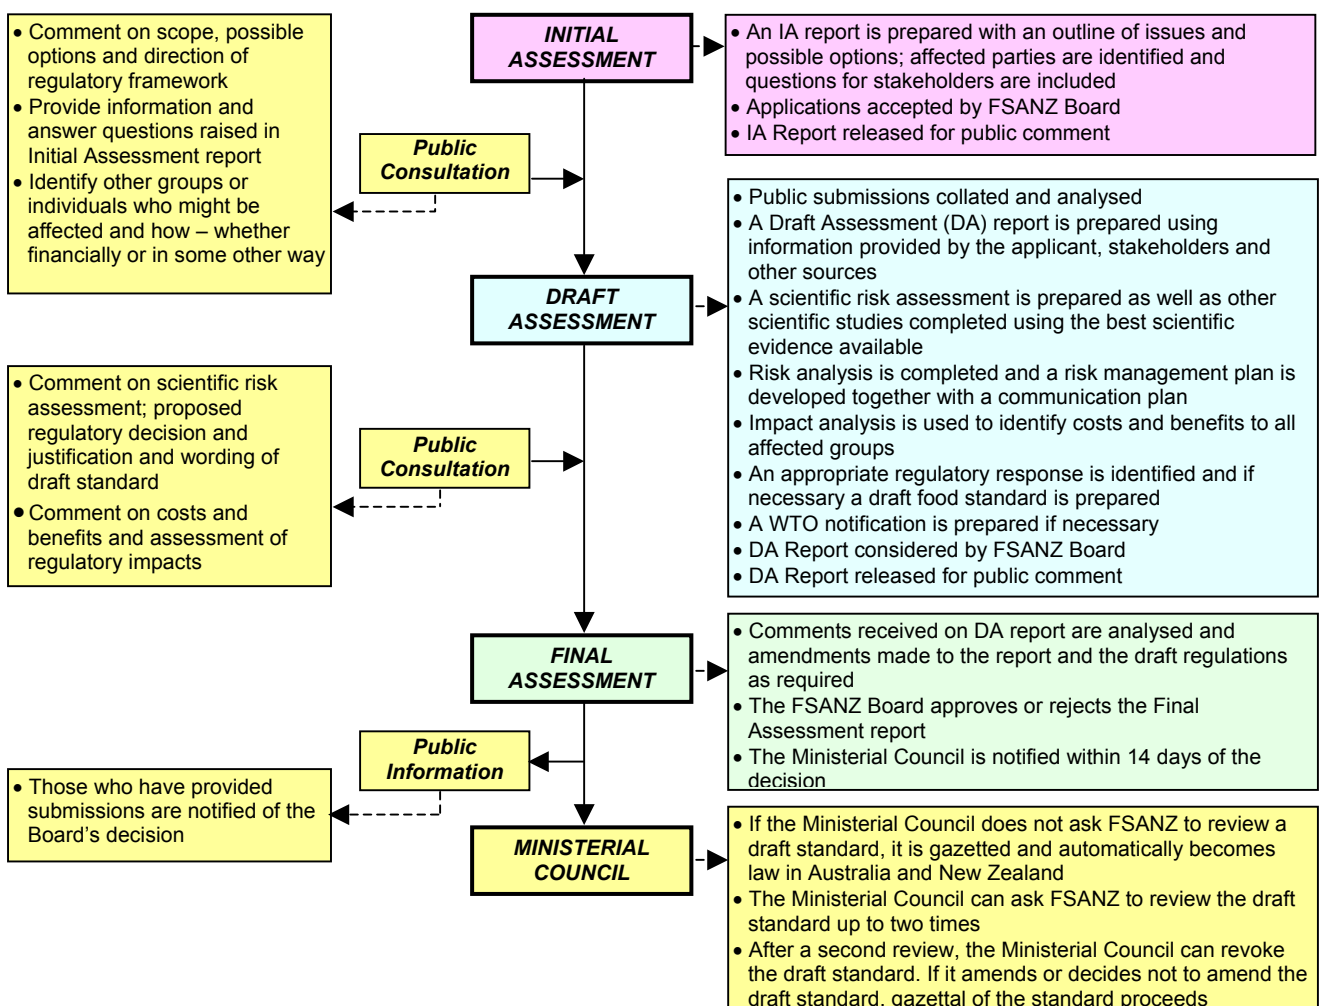 INITIAL
ASSESSMENT
• An IA report is prepared with an outline of issues and
possible options; affected parties are identified and
questions for stakeholders are included
• Applications accepted by FSANZ Board
• IA Report released for public comment
• Comment on scope, possible
options and direction of
regulatory framework
• Provide information and
answer questions raised in
Initial Assessment report
• Identify other groups or
individuals who might be
affected and how – whether
financially or in some other way
Public
Consultation
DRAFT
ASSESSMENT
• Public submissions collated and analysed
• A Draft Assessment (DA) report is prepared using
information provided by the applicant, stakeholders and
other sources
• A scientific risk assessment is prepared as well as other
scientific studies completed using the best scientific
evidence available
• Risk analysis is completed and a risk management plan is
developed together with a communication plan
• Impact analysis is used to identify costs and benefits to all
affected groups
• An appropriate regulatory response is identified and if
necessary a draft food standard is prepared
• A WTO notification is prepared if necessary
• DA Report considered by FSANZ Board
• DA Report released for public comment
• Comment on scientific risk
assessment; proposed
regulatory decision and
justification and wording of
draft standard
• Comment on costs and
benefits and assessment of
regulatory impacts
Public
Consultation
FINAL
ASSESSMENT
• Comments received on DA report are analysed and
amendments made to the report and the draft regulations
as required
• The FSANZ Board approves or rejects the Final
Assessment report
• The Ministerial Council is notified within 14 days of the
decision
Public
Information
• Those who have provided
submissions are notified of the
Board's decision
MINISTERIAL
COUNCIL
• If the Ministerial Council does not ask FSANZ to review a
draft standard, it is gazetted and automatically becomes
law in Australia and New Zealand
• The Ministerial Council can ask FSANZ to review the draft
standard up to two times
• After a second review, the Ministerial Council can revoke
the draft standard. If it amends or decides not to amend the
draft standard, gazettal of the standard proceeds